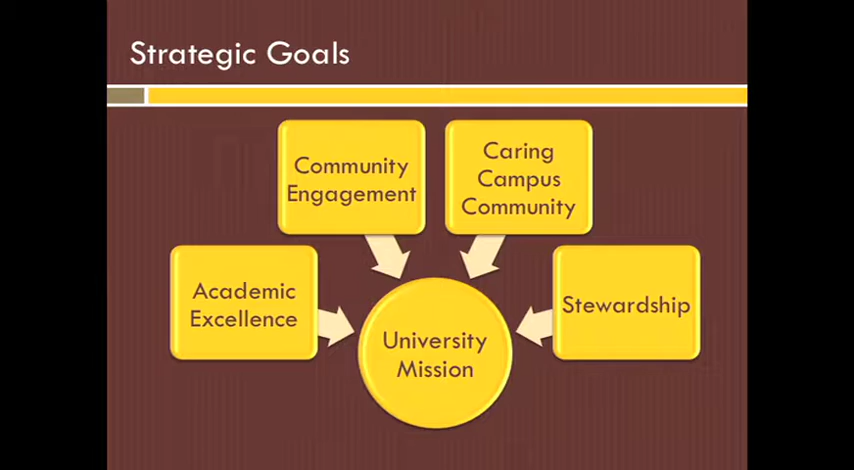 Strategic Goals
Community
Engagement
Caring
Campus
Community
Academic
Excellence
Stewardship
University
Mission